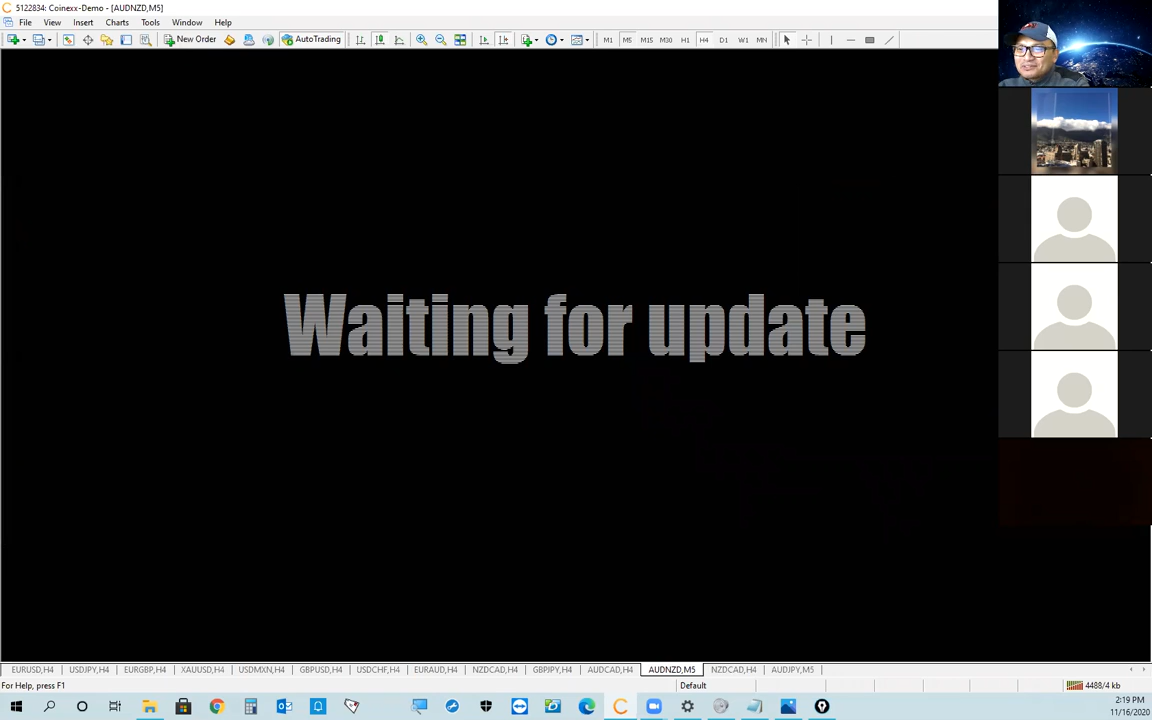 5122834: Coinexx-Demo - [AUDNZD,M5]
File View Insert Charts Tools Window Help
New Order AutoTrading M1 M5 M15 M30 H1 H4 D1 W1 MN
Waiting for update
EURUSD,H4 USDJPY,H4 EURGBP,H4 XAUUSD,H4 USDMXN,H4 GBPUSD,H4 USDCHF,H4 EURAUD,H4 NZDCAD,H4 GBPJPY,H4 AUDCAD,H4 AUDNZD,M5 NZDCAD,H4 AUDJPY,M5
For Help, press F1 Default 4488/4 kb
2:19 PM
11/16/2020